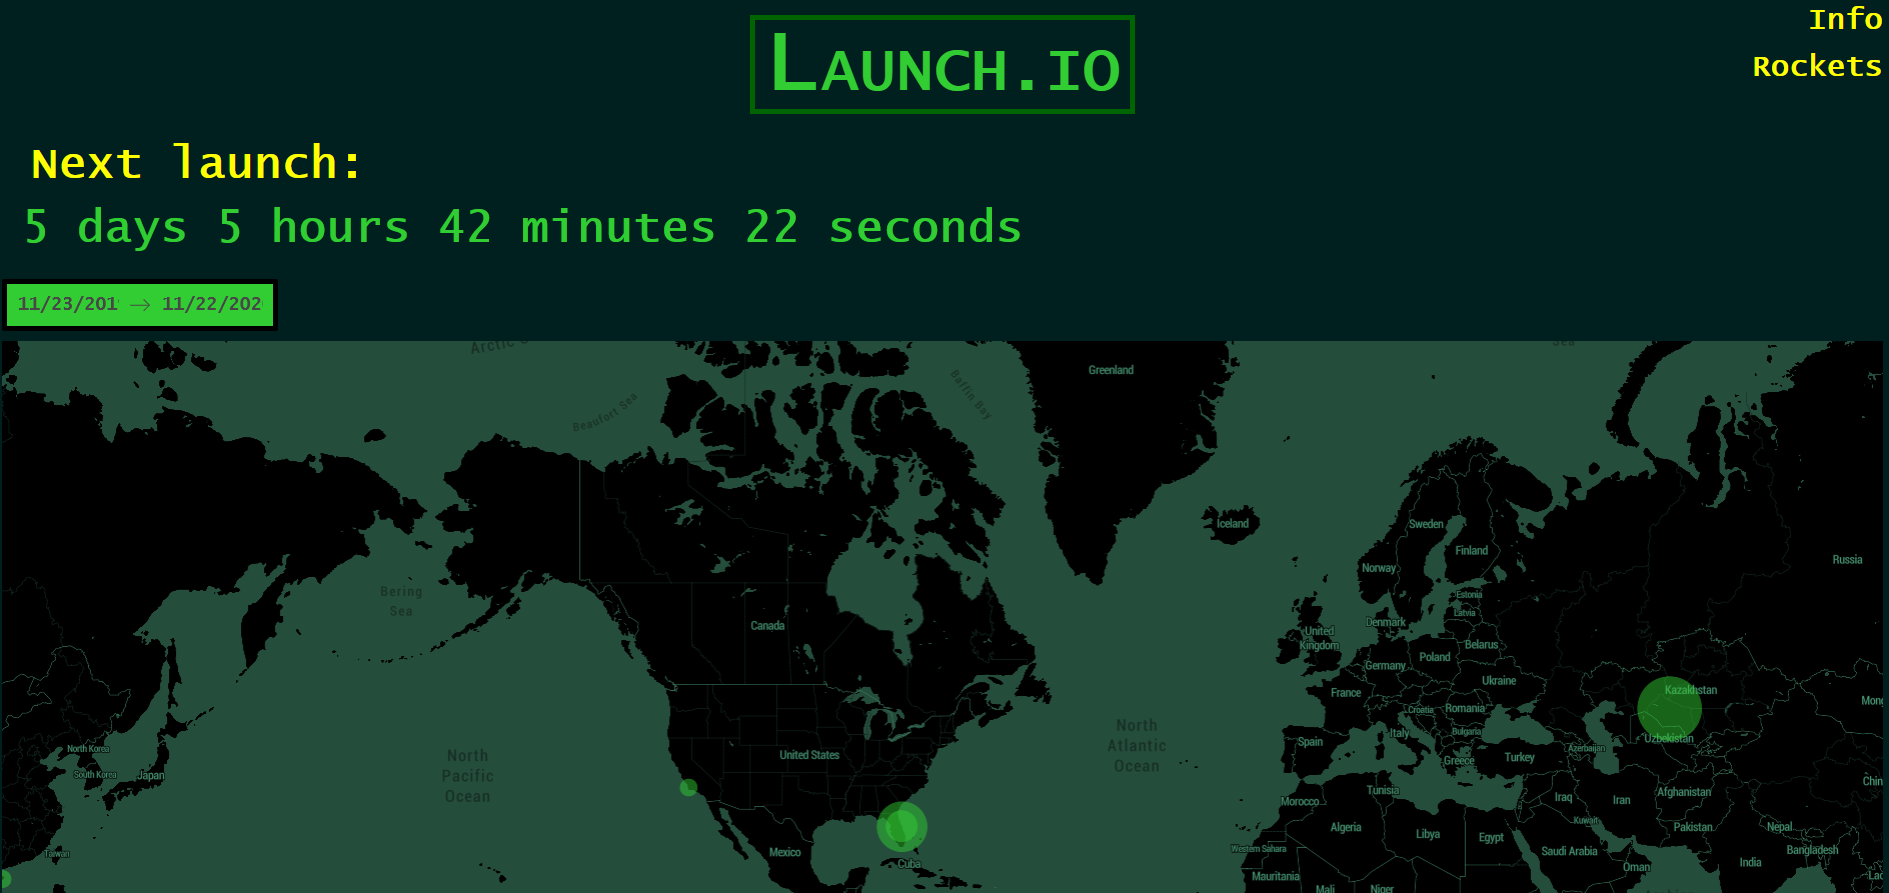 Launch.io
Info
Rockets
Next launch:
5 days 5 hours 42 minutes 22 seconds
11/23/201 → 11/22/202
Arctic
Sea
Greenland
Baffin Bay
Beaufort Sea
Iceland
Sweden
Finland
Norway
Russia
Bering
Sea
Estonia
Latvia
Canada
Denmark
United
Kingdom
Belarus
Poland
Germany
Ukraine
France
Kazakhstan
Croatia
Romania
Mong
North
Atlantic
Ocean
Bulgaria
Italy
Spain
North Korea
Uzbekistan
Azerbaijan
United States
North
Pacific
Ocean
Greece
Turkey
South Korea
Japan
Chin
Tunisia
Afghanistan
Iraq
Iran
Morocco
Kuwait
Algeria
Libya
Egypt
Pakistan
Nepal
Taiwan
Mexico
Western Sahara
Saudi Arabia
Bangladesh
Cuba
India
Oman
Mauritania
Mali
Niger